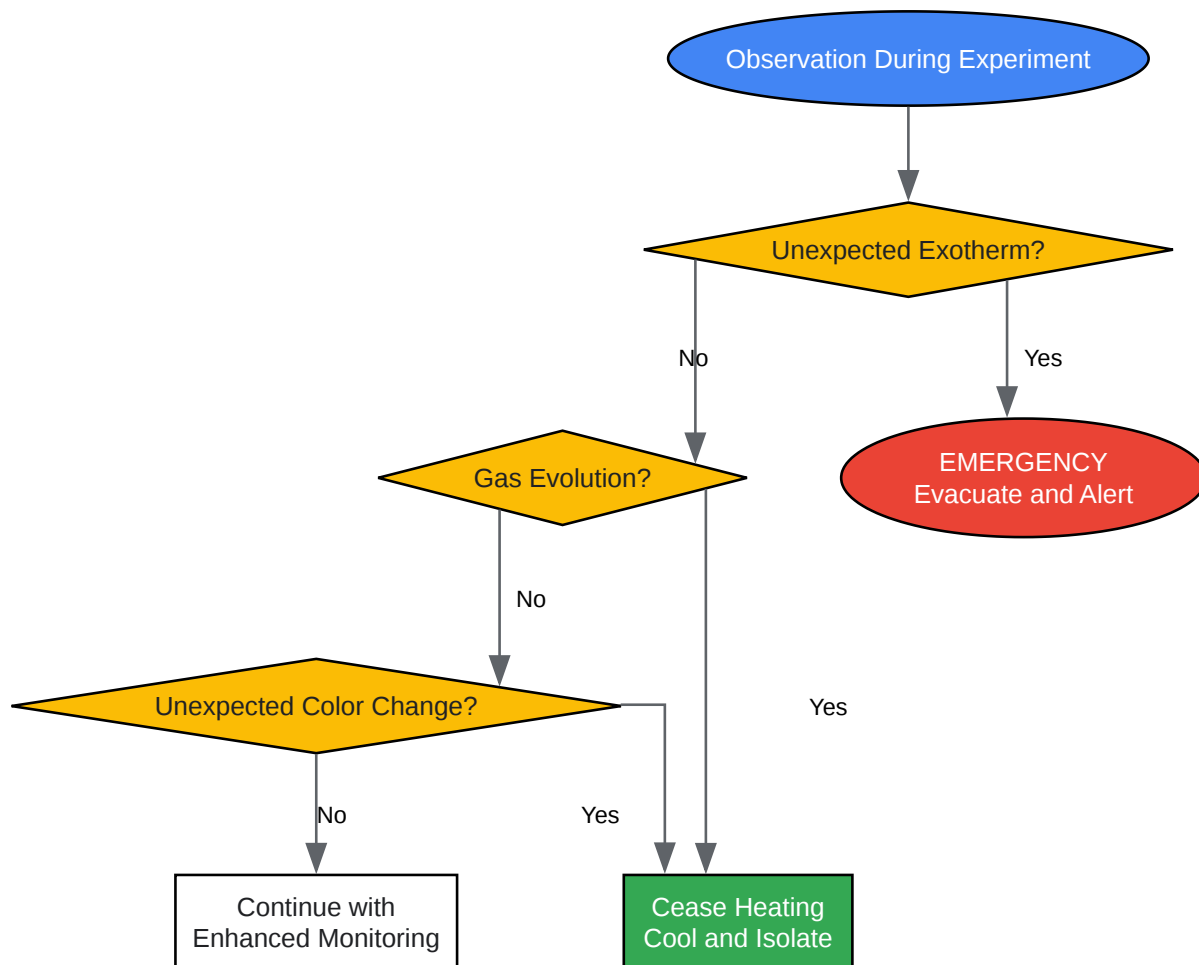 Observation During Experiment
Unexpected Exotherm?
No
Yes
EMERGENCY
Evacuate and Alert
Gas Evolution?
No
Yes
Unexpected Color Change?
No
Yes
Continue with
Enhanced Monitoring
Cease Heating
Cool and Isolate